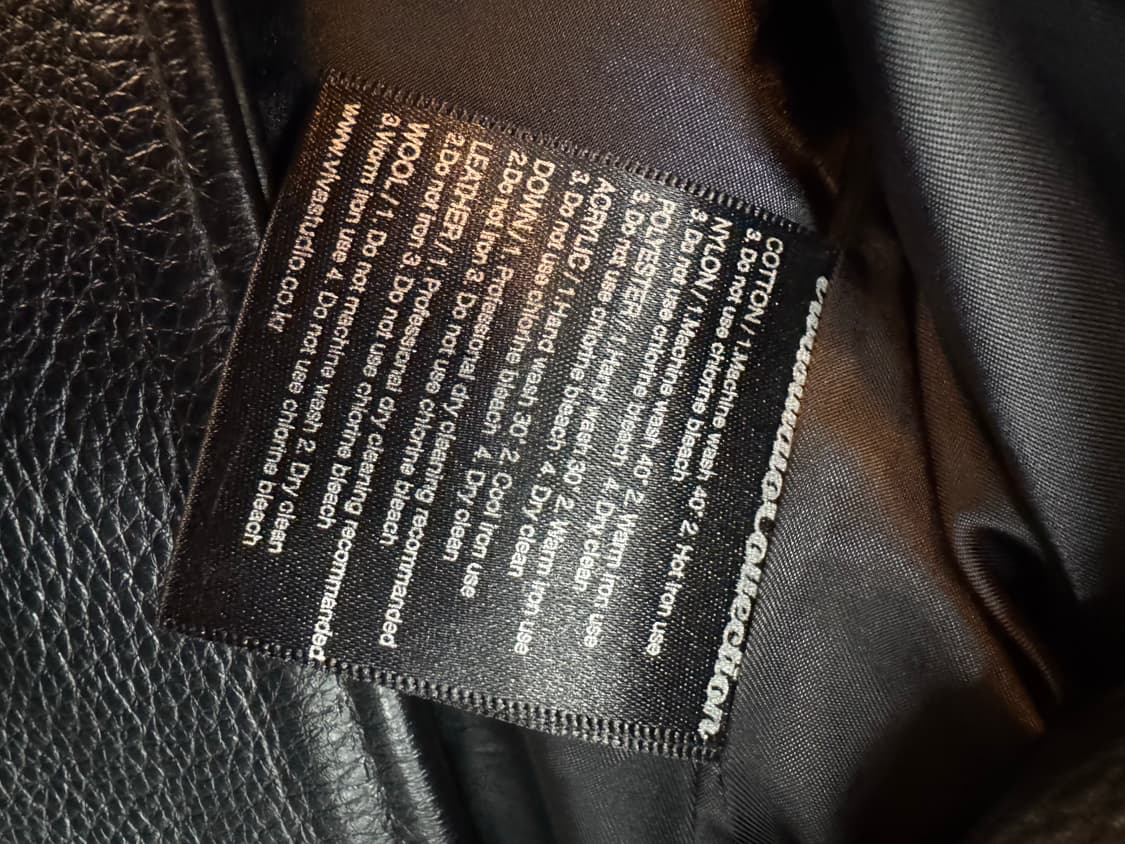 Collection.
COTTON / 1.Machine wash 40˚ 2. Hot Iron use
3. Do not use chlorine bleach
NYLON / 1.Machine wash 40˚ 2. Warm Iron use
3. Do not use chlorine bleach 4. Dry clean
POLYESTER / 1.Hand wash 30˚ 2. Warm Iron use
3. Do not use chlorine bleach 4. Dry clean
ACRYLIC / 1.Hand wash 30˚ 2. Cool Iron use
3. Do not use chlorine bleach 4. Dry clean
DOWN / 1. Professional dry cleaning recommanded
2.Do not Iron 3. Do not use chlorine bleach
LEATHER / 1. Professional dry cleaning recommanded
2.Do not Iron 3. Do not use chlorine bleach
WOOL / 1. Do not machine wash 2. Dry clean
3.Warm Iron use 4. Do not use chlorine bleach
www.vivastudio.co.kr